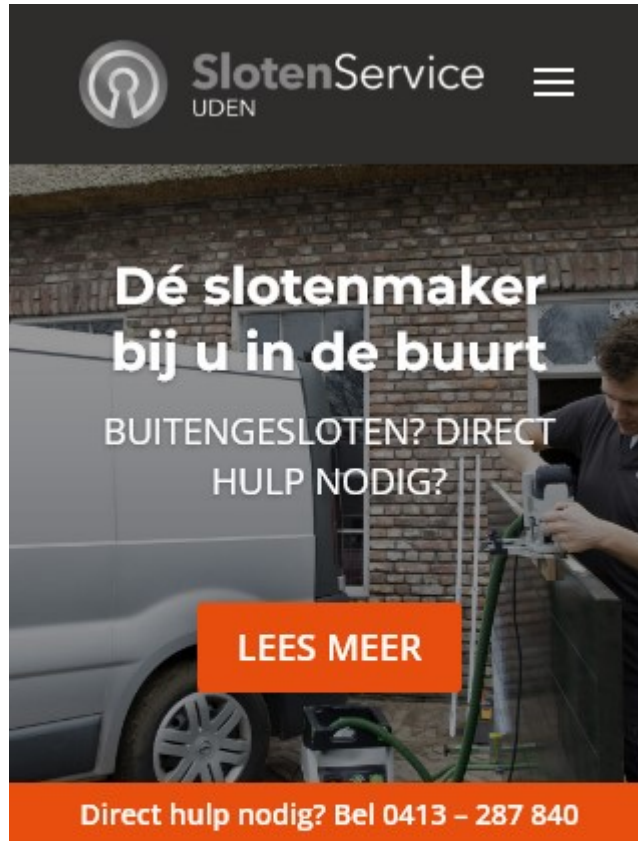 SlotenService
UDEN
Dé slotenmaker
bij u in de buurt
BUITENGESLOTEN? DIRECT
HULP NODIG?
LEES MEER
Direct hulp nodig? Bel 0413 – 287 840